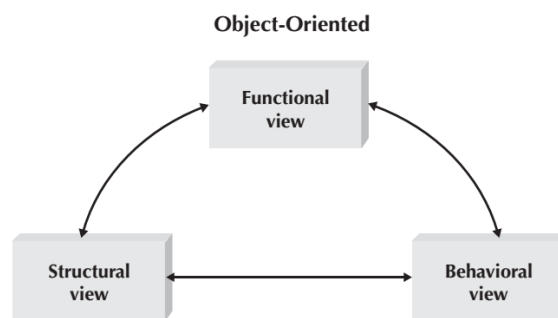 Object-Oriented
Functional
view
Structural
view
Behavioral
view